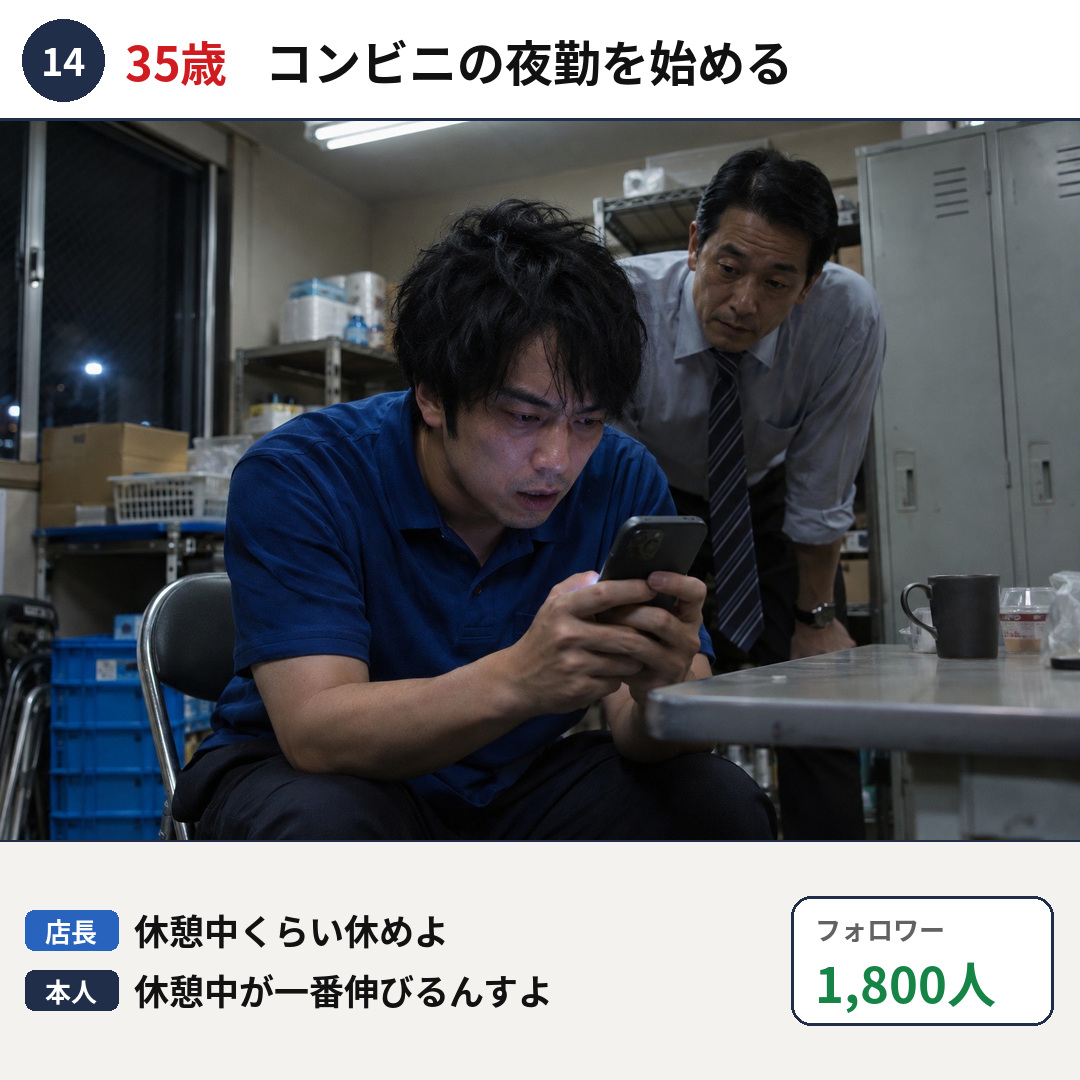 14 35歳 コンビニの夜勤を始める
店長 休憩中くらい休めよ
本人 休憩中が一番伸びるんすよ
フォロワー
1,800人